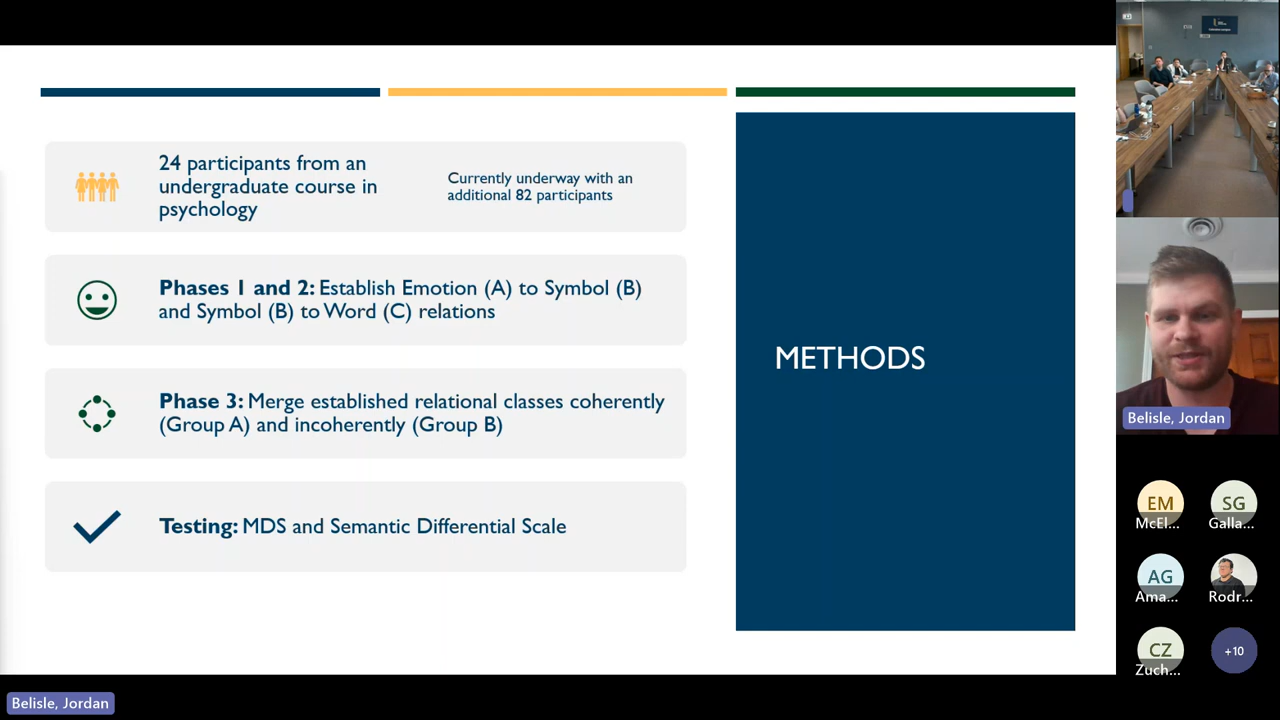 24 participants from an
undergraduate course in
psychology
Currently underway with an
additional 82 participants
Phases 1 and 2: Establish Emotion (A) to Symbol (B)
and Symbol (B) to Word (C) relations
Phase 3: Merge established relational classes coherently
(Group A) and incoherently (Group B)
Testing: MDS and Semantic Differential Scale
METHODS
Belisle, Jordan
EM
McEl...
SG
Galla...
AG
Ama...
Rodr...
CZ
Zuch...
+10
Belisle, Jordan